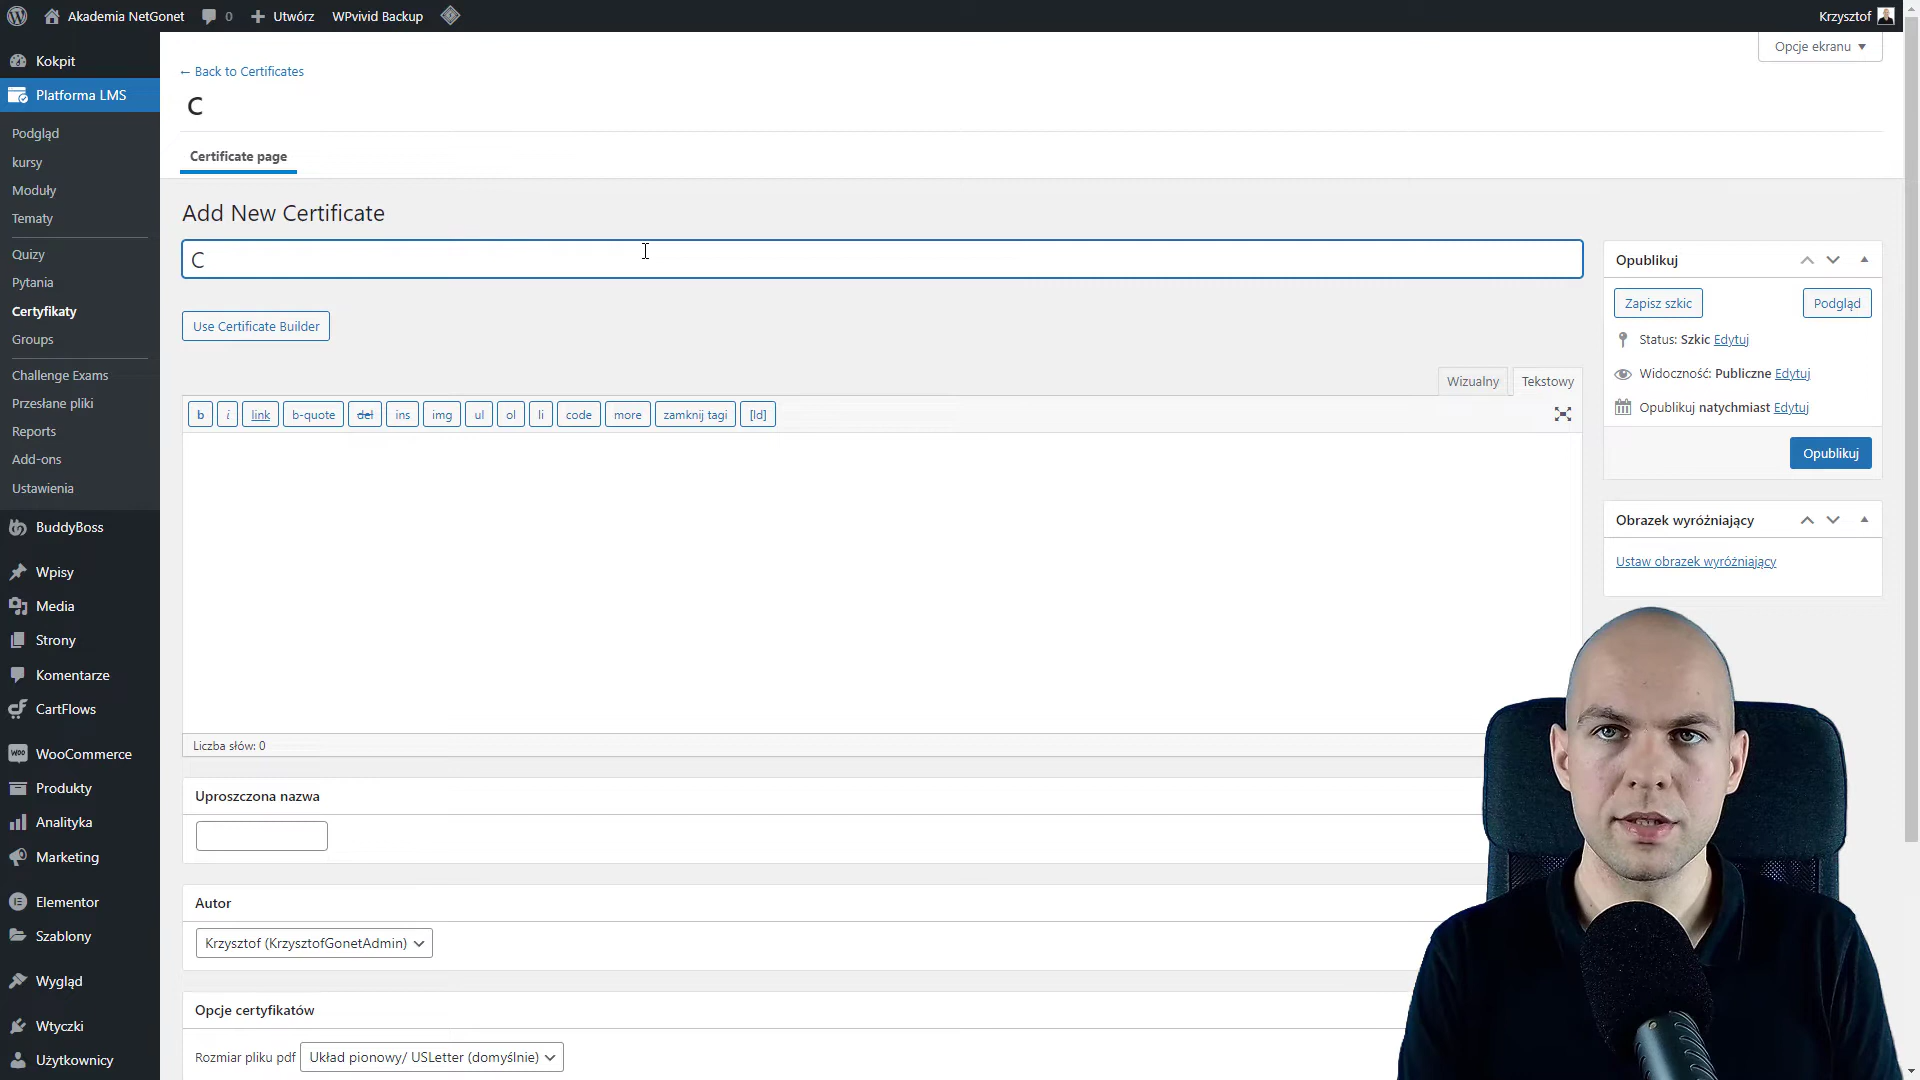 Akademia NetGonet
0
Utwórz
WPvivid Backup
Krzysztof
Kokpit
Platforma LMS
Podgląd
kursy
Moduły
Tematy
Quizy
Pytania
Certyfikaty
Groups
Challenge Exams
Przesłane pliki
Reports
Add-ons
Ustawienia
BuddyBoss
Wpisy
Media
Strony
Komentarze
CartFlows
WooCommerce
Produkty
Analityka
Marketing
Elementor
Szablony
Wygląd
Wtyczki
Użytkownicy
Opcje ekranu
← Back to Certificates
C
Certificate page
Add New Certificate
C
Use Certificate Builder
Wizualny
Tekstowy
b
i
link
b-quote
del
ins
img
ul
ol
li
code
more
zamknij tagi
[ld]
Liczba słów: 0
Uproszczona nazwa
Autor
Krzysztof (KrzysztofGonetAdmin)
Opcje certyfikatów
Rozmiar pliku pdf
Układ pionowy/ USLetter (domyślnie)
Opublikuj
Zapisz szkic
Podgląd
Status: Szkic Edytuj
Widoczność: Publiczne Edytuj
Opublikuj natychmiast Edytuj
Opublikuj
Obrazek wyróżniający
Ustaw obrazek wyróżniający